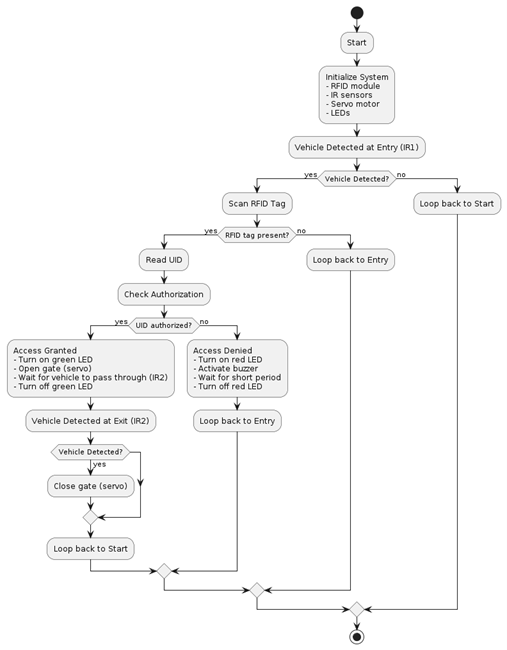 Start
Initialize System
- RFID module
- IR sensors
- Servo motor
- LEDs
Vehicle Detected at Entry (IR1)
yes
Vehicle Detected?
no
Scan RFID Tag
Loop back to Start
yes
RFID tag present?
no
Read UID
Loop back to Entry
Check Authorization
yes
UID authorized?
no
Access Granted
- Turn on green LED
- Open gate (servo)
- Wait for vehicle to pass through (IR2)
- Turn off green LED
Access Denied
- Turn on red LED
- Activate buzzer
- Wait for short period
- Turn off red LED
Vehicle Detected at Exit (IR2)
Loop back to Entry
Vehicle Detected?
yes
Close gate (servo)
Loop back to Start